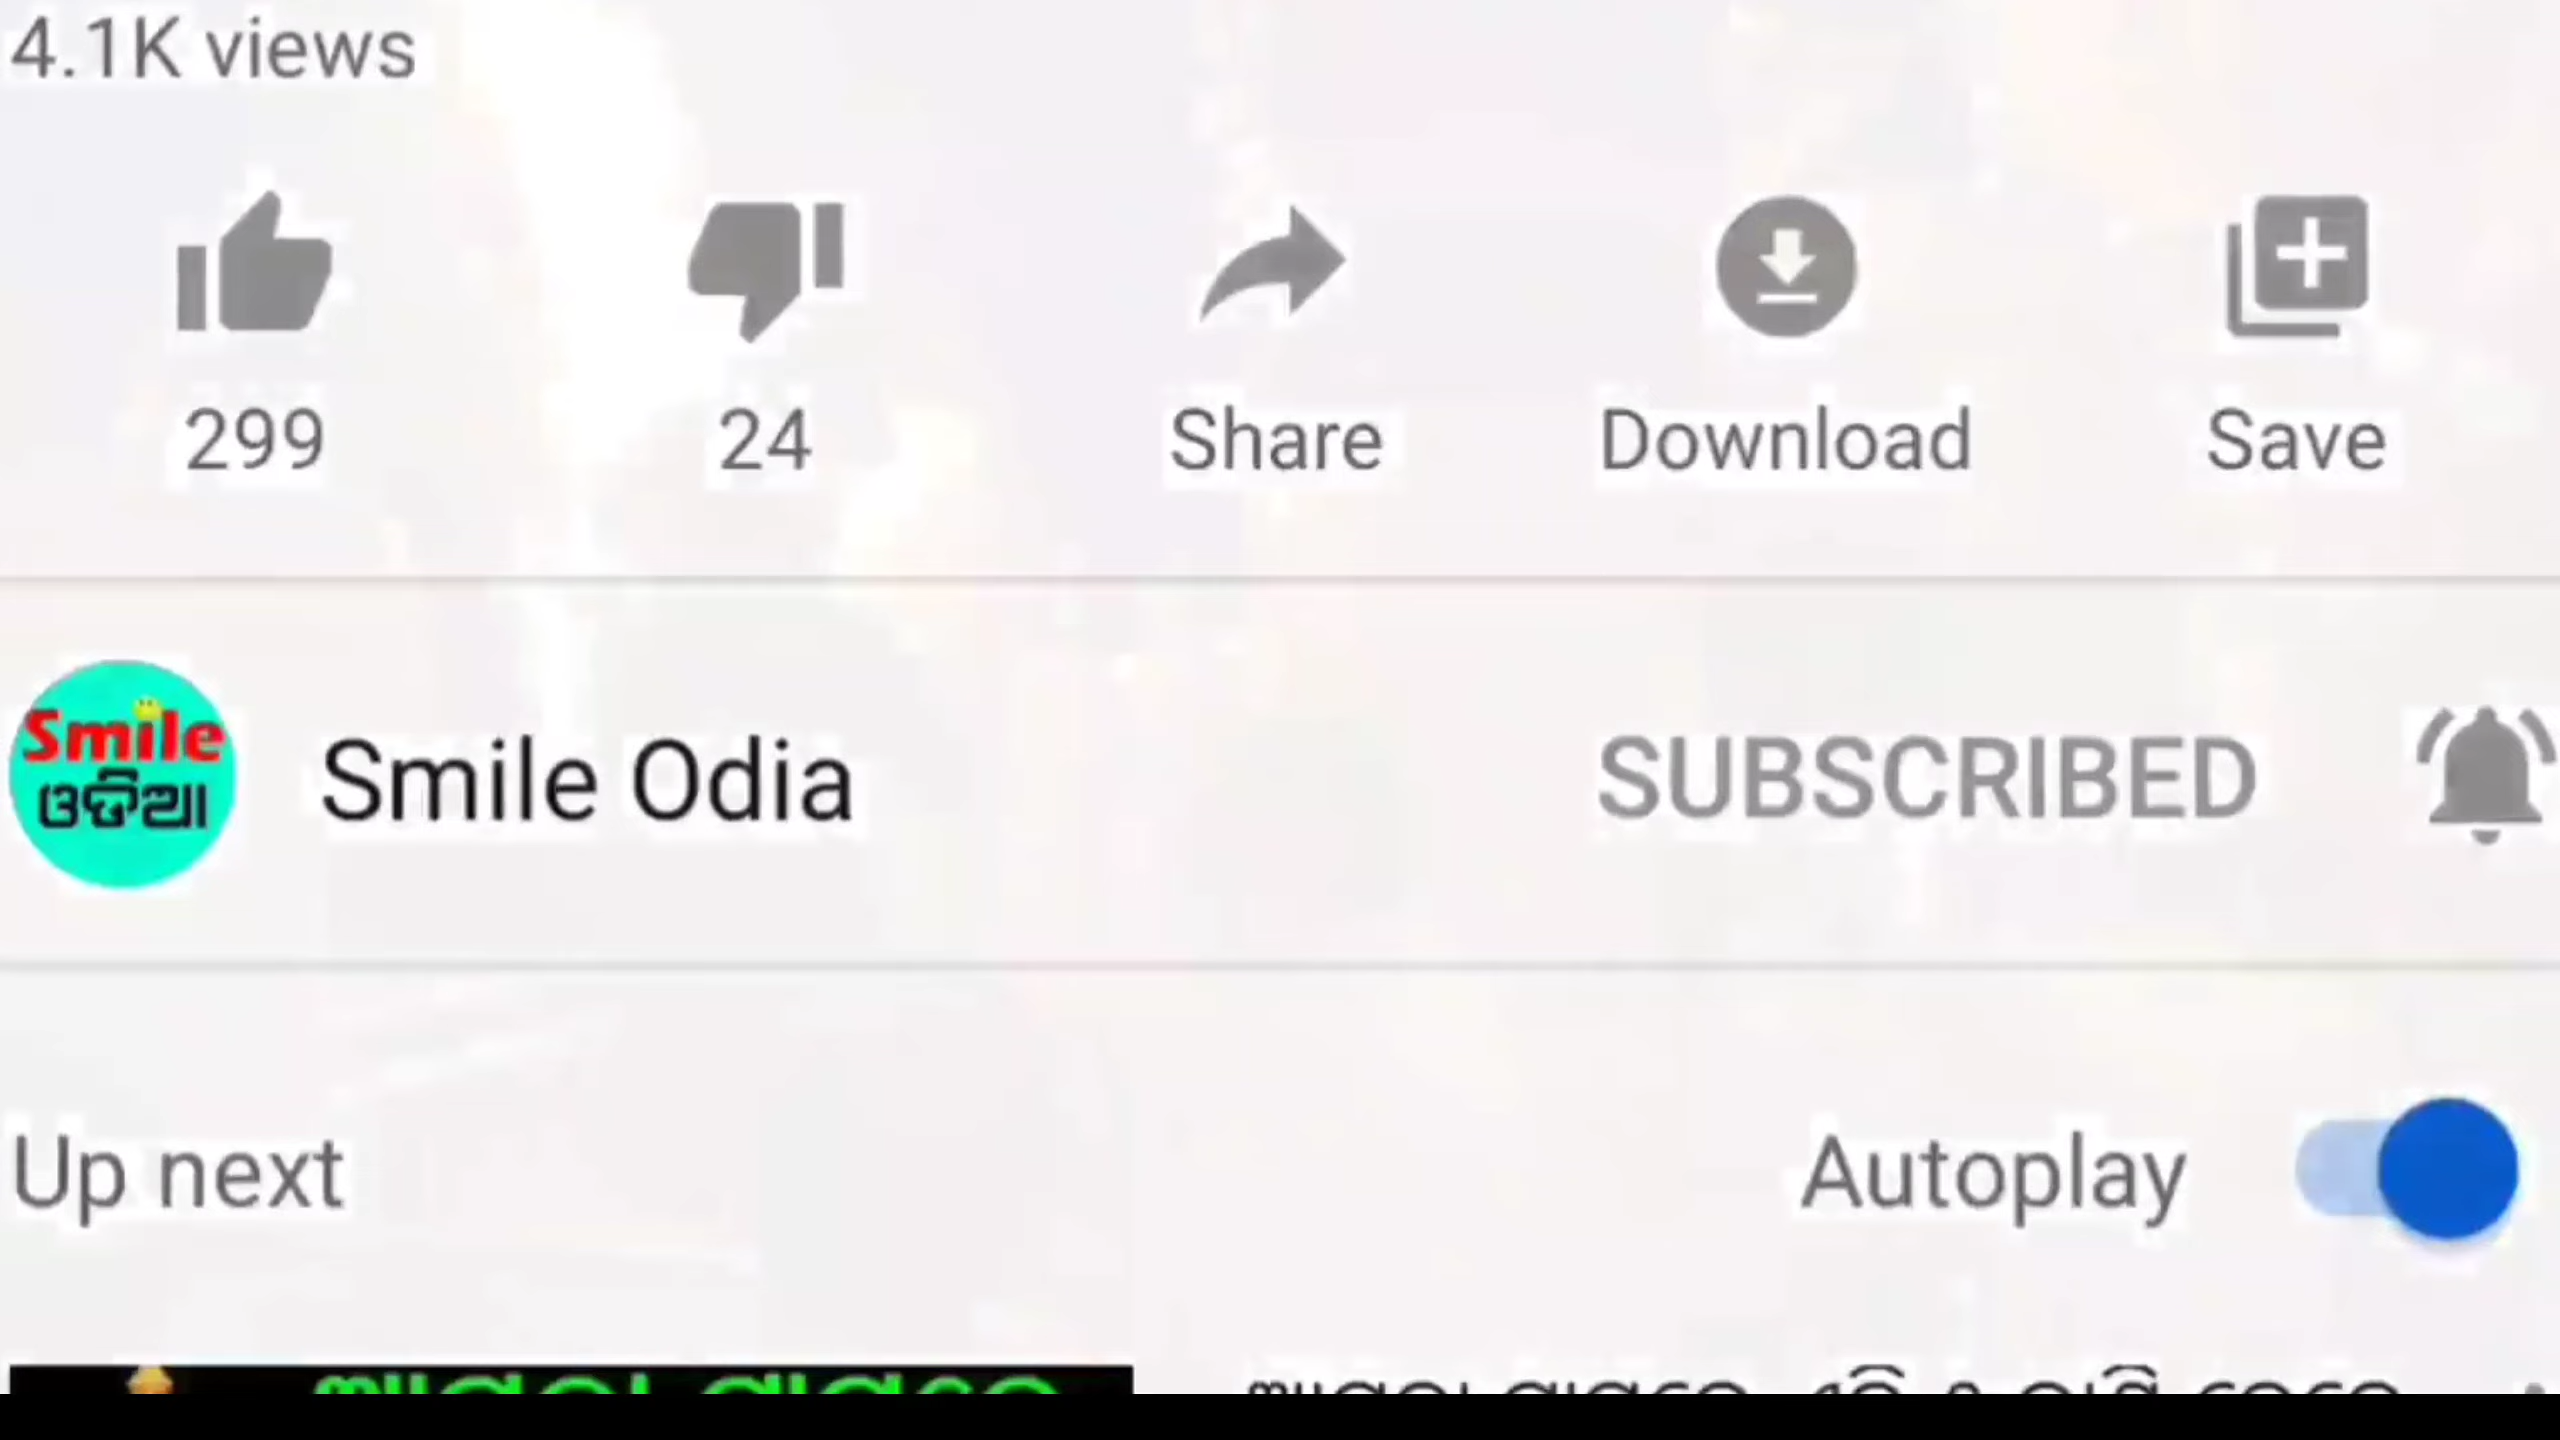 4.1K views
299
24
Share
Download
Save
Smile
ଓଡିଆ
Smile Odia
SUBSCRIBED
Up next
Autoplay